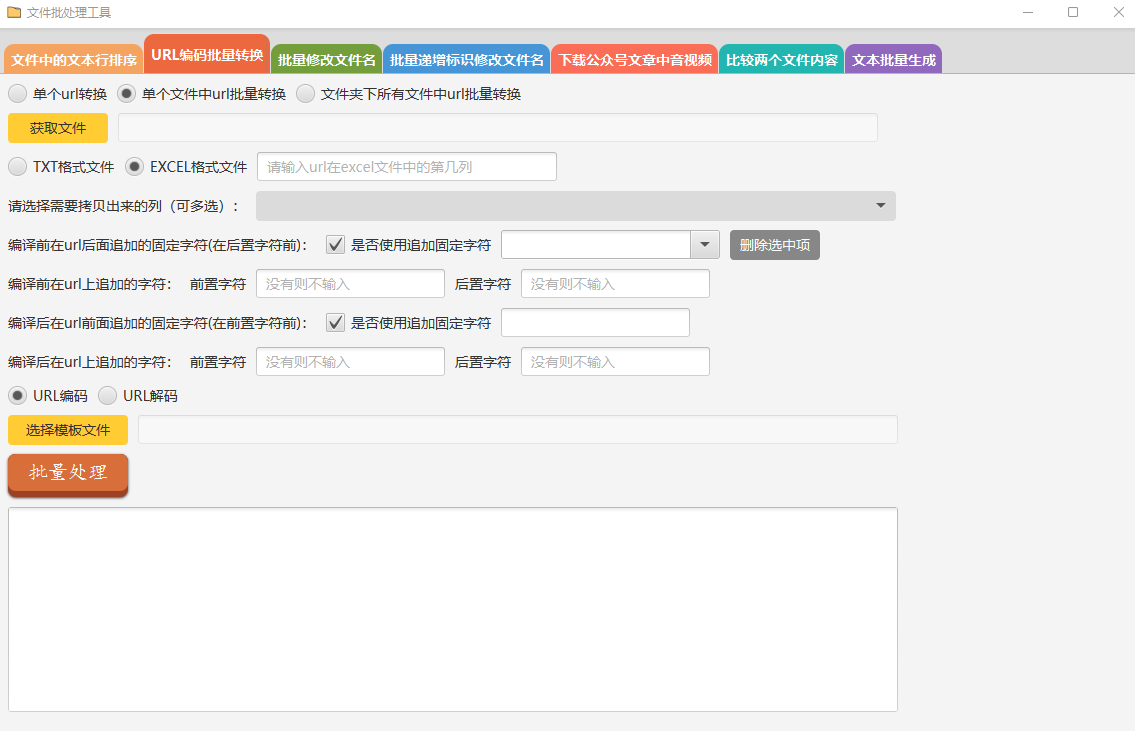 文件批处理工具
文件中的文本行排序 URL编码批量转换 批量修改文件名 批量递增标识修改文件名 下载公众号文章中音视频 比较两个文件内容 文本批量生成
单个url转换 单个文件中url批量转换 文件夹下所有文件中url批量转换
获取文件
TXT格式文件 EXCEL格式文件 请输入url在excel文件中的第几列
请选择需要拷贝出来的列（可多选）：
编译前在url后面追加的固定字符(在后置字符前)： 是否使用追加固定字符 删除选中项
编译前在url上追加的字符： 前置字符 没有则不输入 后置字符 没有则不输入
编译后在url前面追加的固定字符(在前置字符前)： 是否使用追加固定字符
编译后在url上追加的字符： 前置字符 没有则不输入 后置字符 没有则不输入
URL编码 URL解码
选择模板文件
批量处理